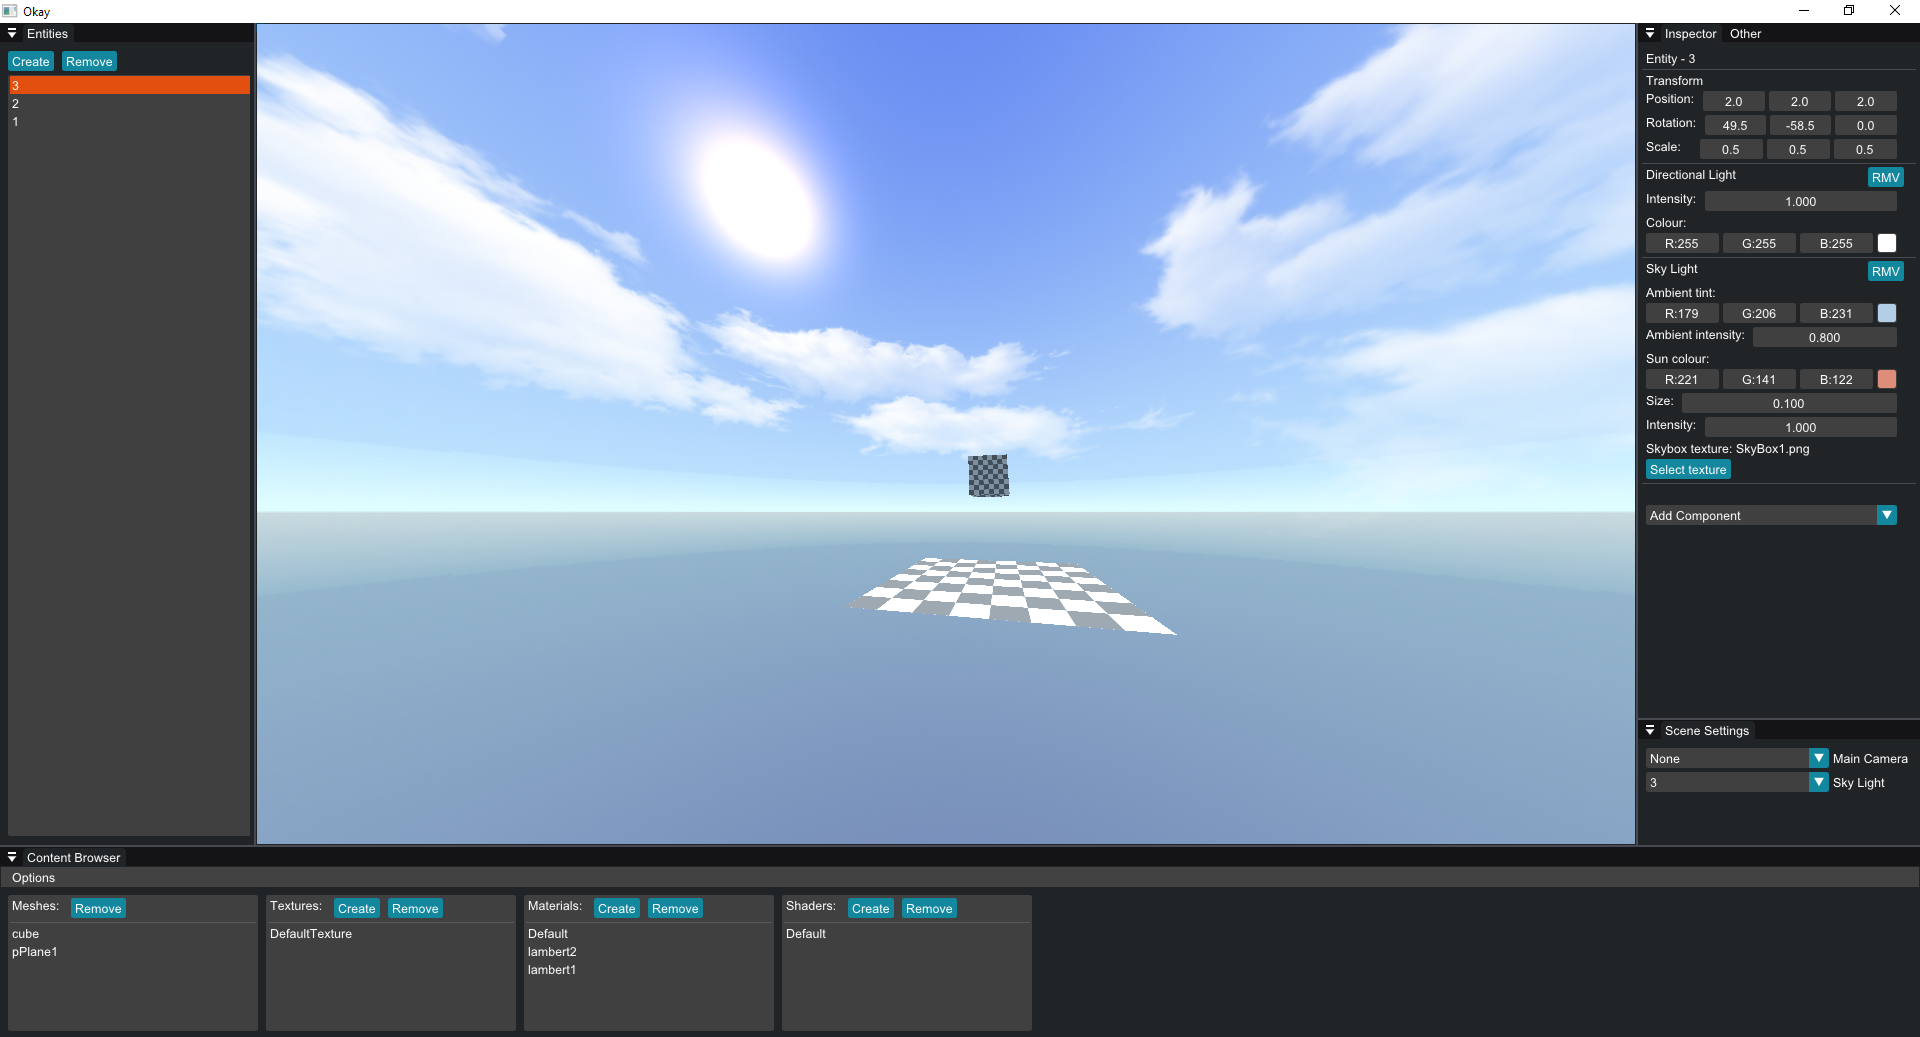 Okay
Entities
Create Remove
3
2
1
Inspector Other
Entity - 3
Transform
Position: 2.0 2.0 2.0
Rotation: 49.5 -58.5 0.0
Scale: 0.5 0.5 0.5
Directional Light RMV
Intensity: 1.000
Colour:
R:255 G:255 B:255
Sky Light RMV
Ambient tint:
R:179 G:206 B:231
Ambient intensity: 0.800
Sun colour:
R:221 G:141 B:122
Size: 0.100
Intensity: 1.000
Skybox texture: SkyBox1.png
Select texture
Add Component
Scene Settings
None Main Camera
3 Sky Light
Content Browser
Options
Meshes: Remove
cube
pPlane1
Textures: Create Remove
DefaultTexture
Materials: Create Remove
Default
lambert2
lambert1
Shaders: Create Remove
Default